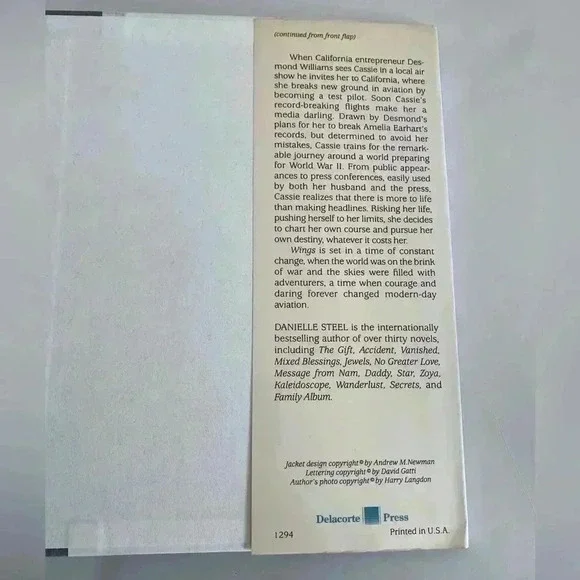 (continued from front flap)
When California entrepreneur Des-
mond Williams sees Cassie in a local air
show he invites her to California, where
she breaks new ground in aviation by
becoming a test pilot. Soon Cassie's
record-breaking flights make her a
media darling. Drawn by Desmond's
plans for her to break Amelia Earhart's
records, but determined to avoid her
mistakes, Cassie trains for the remark-
able journey around a world preparing
for World War II. From public appear-
ances to press conferences, easily used
by both her husband and the press,
Cassie realizes that there is more to life
than making headlines. Risking her life,
pushing herself to her limits, she decides
to chart her own course and pursue her
own destiny, whatever it costs her.
Wings is set in a time of constant
change, when the world was on the brink
of war and the skies were filled with
adventurers, a time when courage and
daring forever changed modern-day
aviation.
DANIELLE STEEL is the internationally
bestselling author of over thirty novels,
including The Gift, Accident, Vanished,
Mixed Blessings, Jewels, No Greater Love,
Message from Nam, Daddy, Star, Zoya,
Kaleidoscope, Wanderlust, Secrets, and
Family Album.
Jacket design copyright © by Andrew M. Newman
Lettering copyright © by David Gatti
Author's photo copyright © by Harry Langdon
Delacorte Press
1294 Printed in U.S.A.